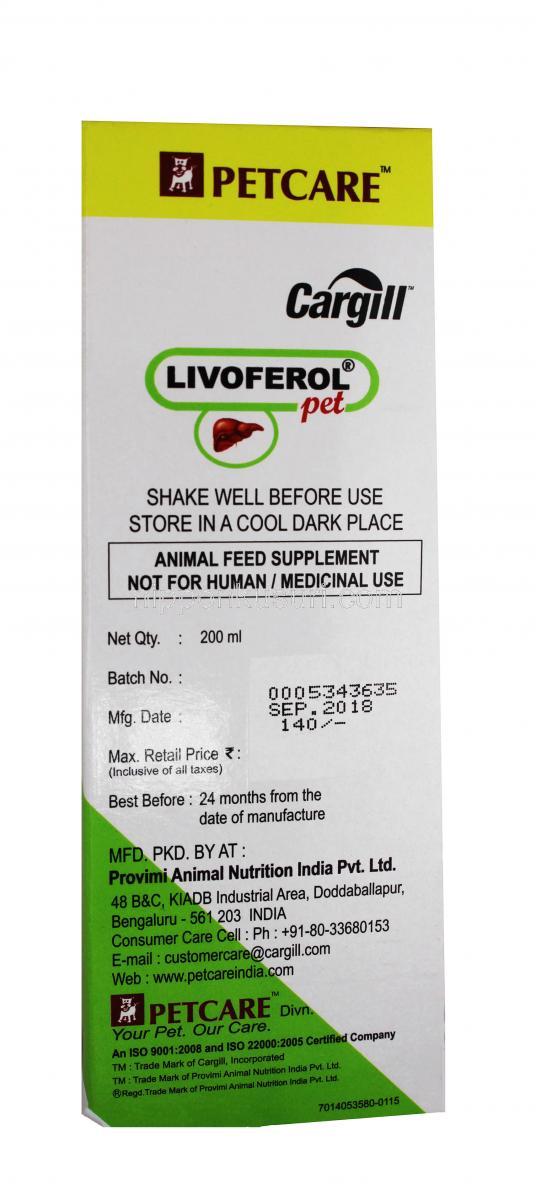 PETCARE™
Cargill™
LIVOFEROL®
pet
SHAKE WELL BEFORE USE
STORE IN A COOL DARK PLACE
ANIMAL FEED SUPPLEMENT
NOT FOR HUMAN / MEDICINAL USE
Net Qty. : 200 ml
Batch No. : 0005343635
Mfg. Date : SEP.2018
140/-
Max. Retail Price ₹ :
(Inclusive of all taxes)
Best Before : 24 months from the
date of manufacture
MFD. PKD. BY AT :
Provimi Animal Nutrition India Pvt. Ltd.
48 B&C, KIADB Industrial Area, Doddaballapur,
Bengaluru - 561 203 INDIA
Consumer Care Cell : Ph : +91-80-33680153
E-mail : customercare@cargill.com
Web : www.petcareindia.com
PETCARE™ Divn.
Your Pet. Our Care.
An ISO 9001:2008 and ISO 22000:2005 Certified Company
TM : Trade Mark of Cargill, Incorporated
TM : Trade Mark of Provimi Animal Nutrition India Pvt. Ltd.
®Regd.Trade Mark of Provimi Animal Nutrition India Pvt. Ltd.
7014053580-0115